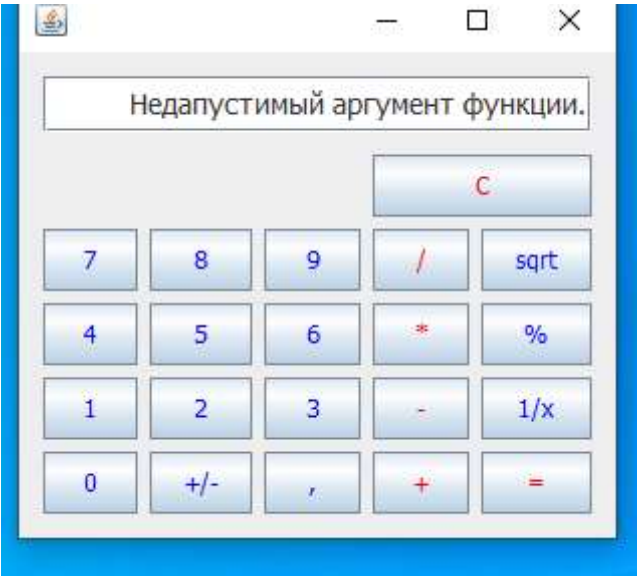 Недапустимый аргумент функции.
C
7 8 9 / sqrt
4 5 6 * %
1 2 3 - 1/x
0 +/- , + =